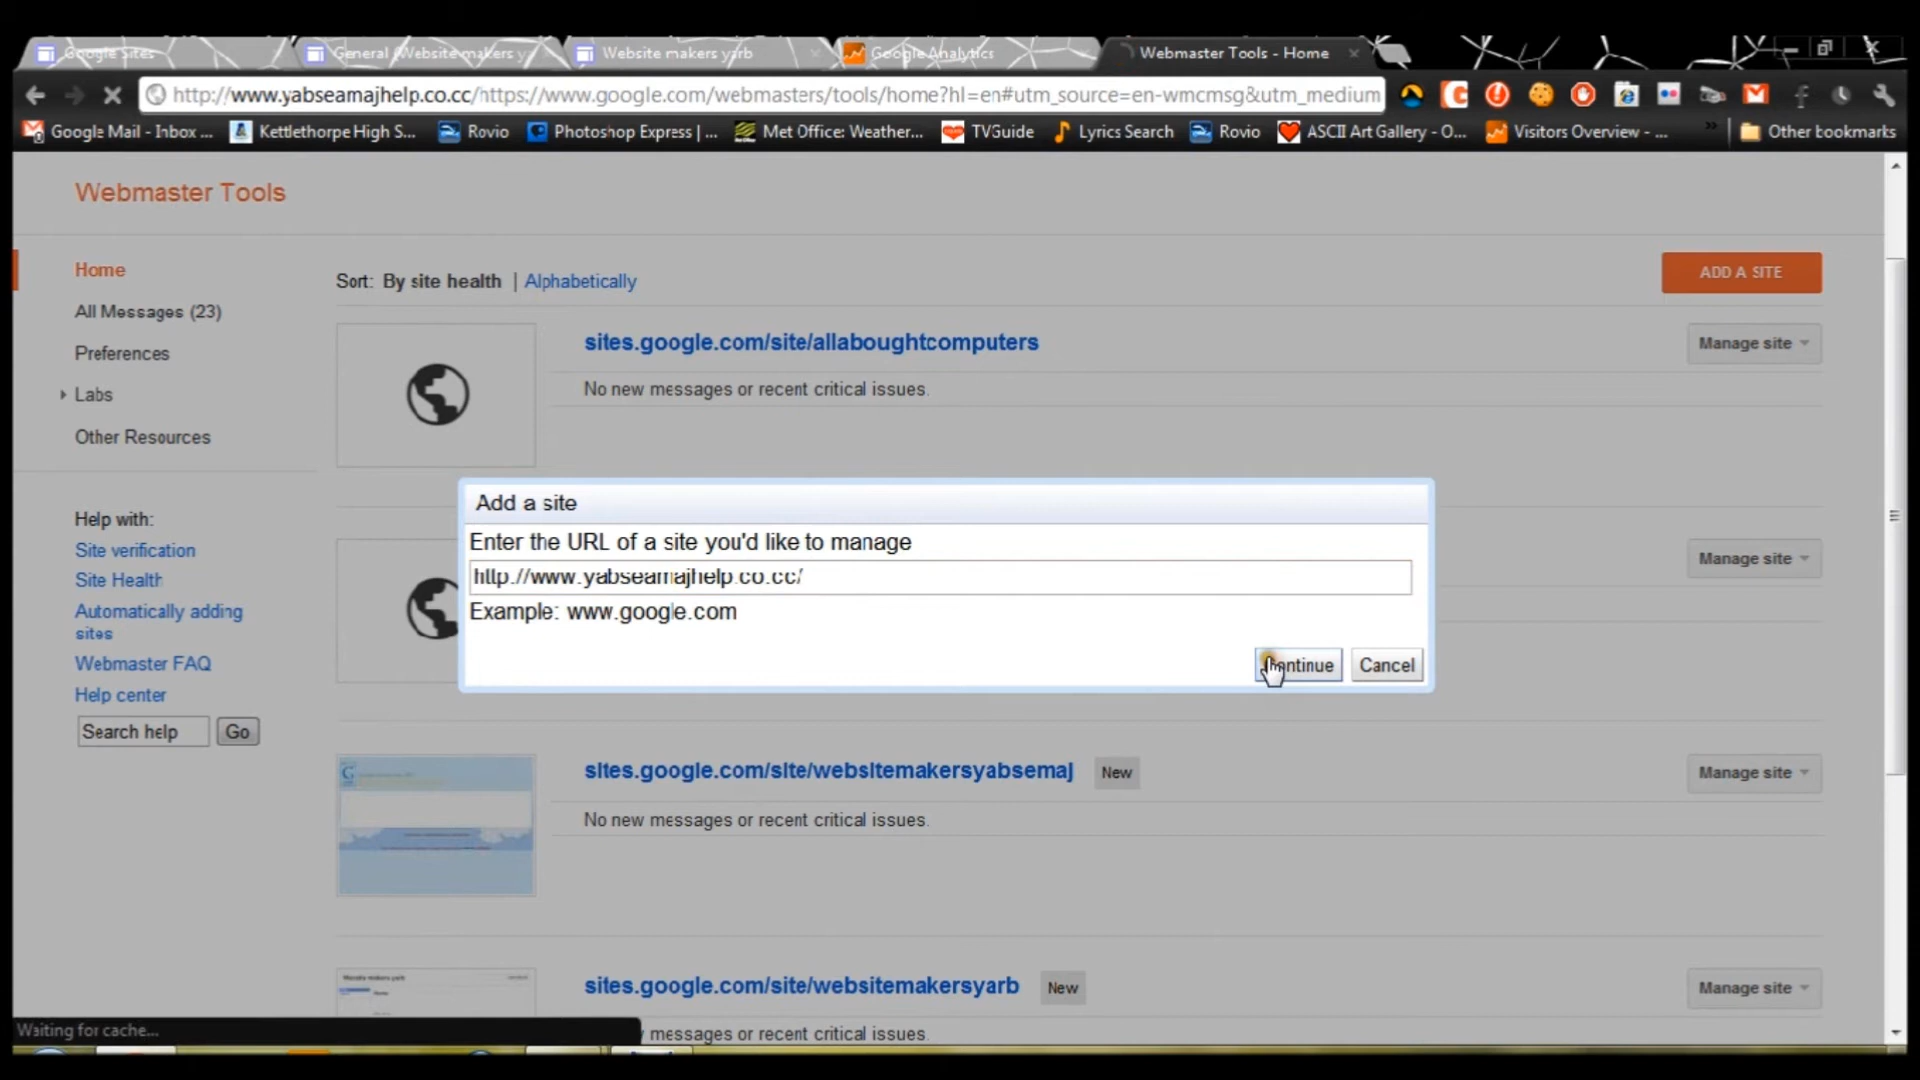 Google Sites
General (Website makers y
Website makers yarb
Google Analytics
Webmaster Tools - Home
http://www.yabseamajhelp.co.cc/https://www.google.com/webmasters/tools/home?hl=en#utm_source=en-wmcmsg&utm_medium
Google Mail - Inbox ...
Kettlethorpe High S...
Rovio
Photoshop Express | ...
Met Office: Weather...
TVGuide
Lyrics Search
Rovio
ASCII Art Gallery - O...
Visitors Overview - ...
Other bookmarks
Webmaster Tools
Home
All Messages (23)
Preferences
Labs
Other Resources
Help with:
Site verification
Site Health
Automatically adding
sites
Webmaster FAQ
Help center
Search help
Go
Sort: By site health | Alphabetically
ADD A SITE
sites.google.com/site/allaboughtcomputers
Manage site
No new messages or recent critical issues.
Add a site
Enter the URL of a site you'd like to manage
http://www.yabseamajhelp.co.cc/
Example: www.google.com
Continue
Cancel
Manage site
sites.google.com/site/websitemakersyabsemaj
New
Manage site
No new messages or recent critical issues.
sites.google.com/site/websitemakersyarb
New
Manage site
messages or recent critical issues.
Waiting for cache...